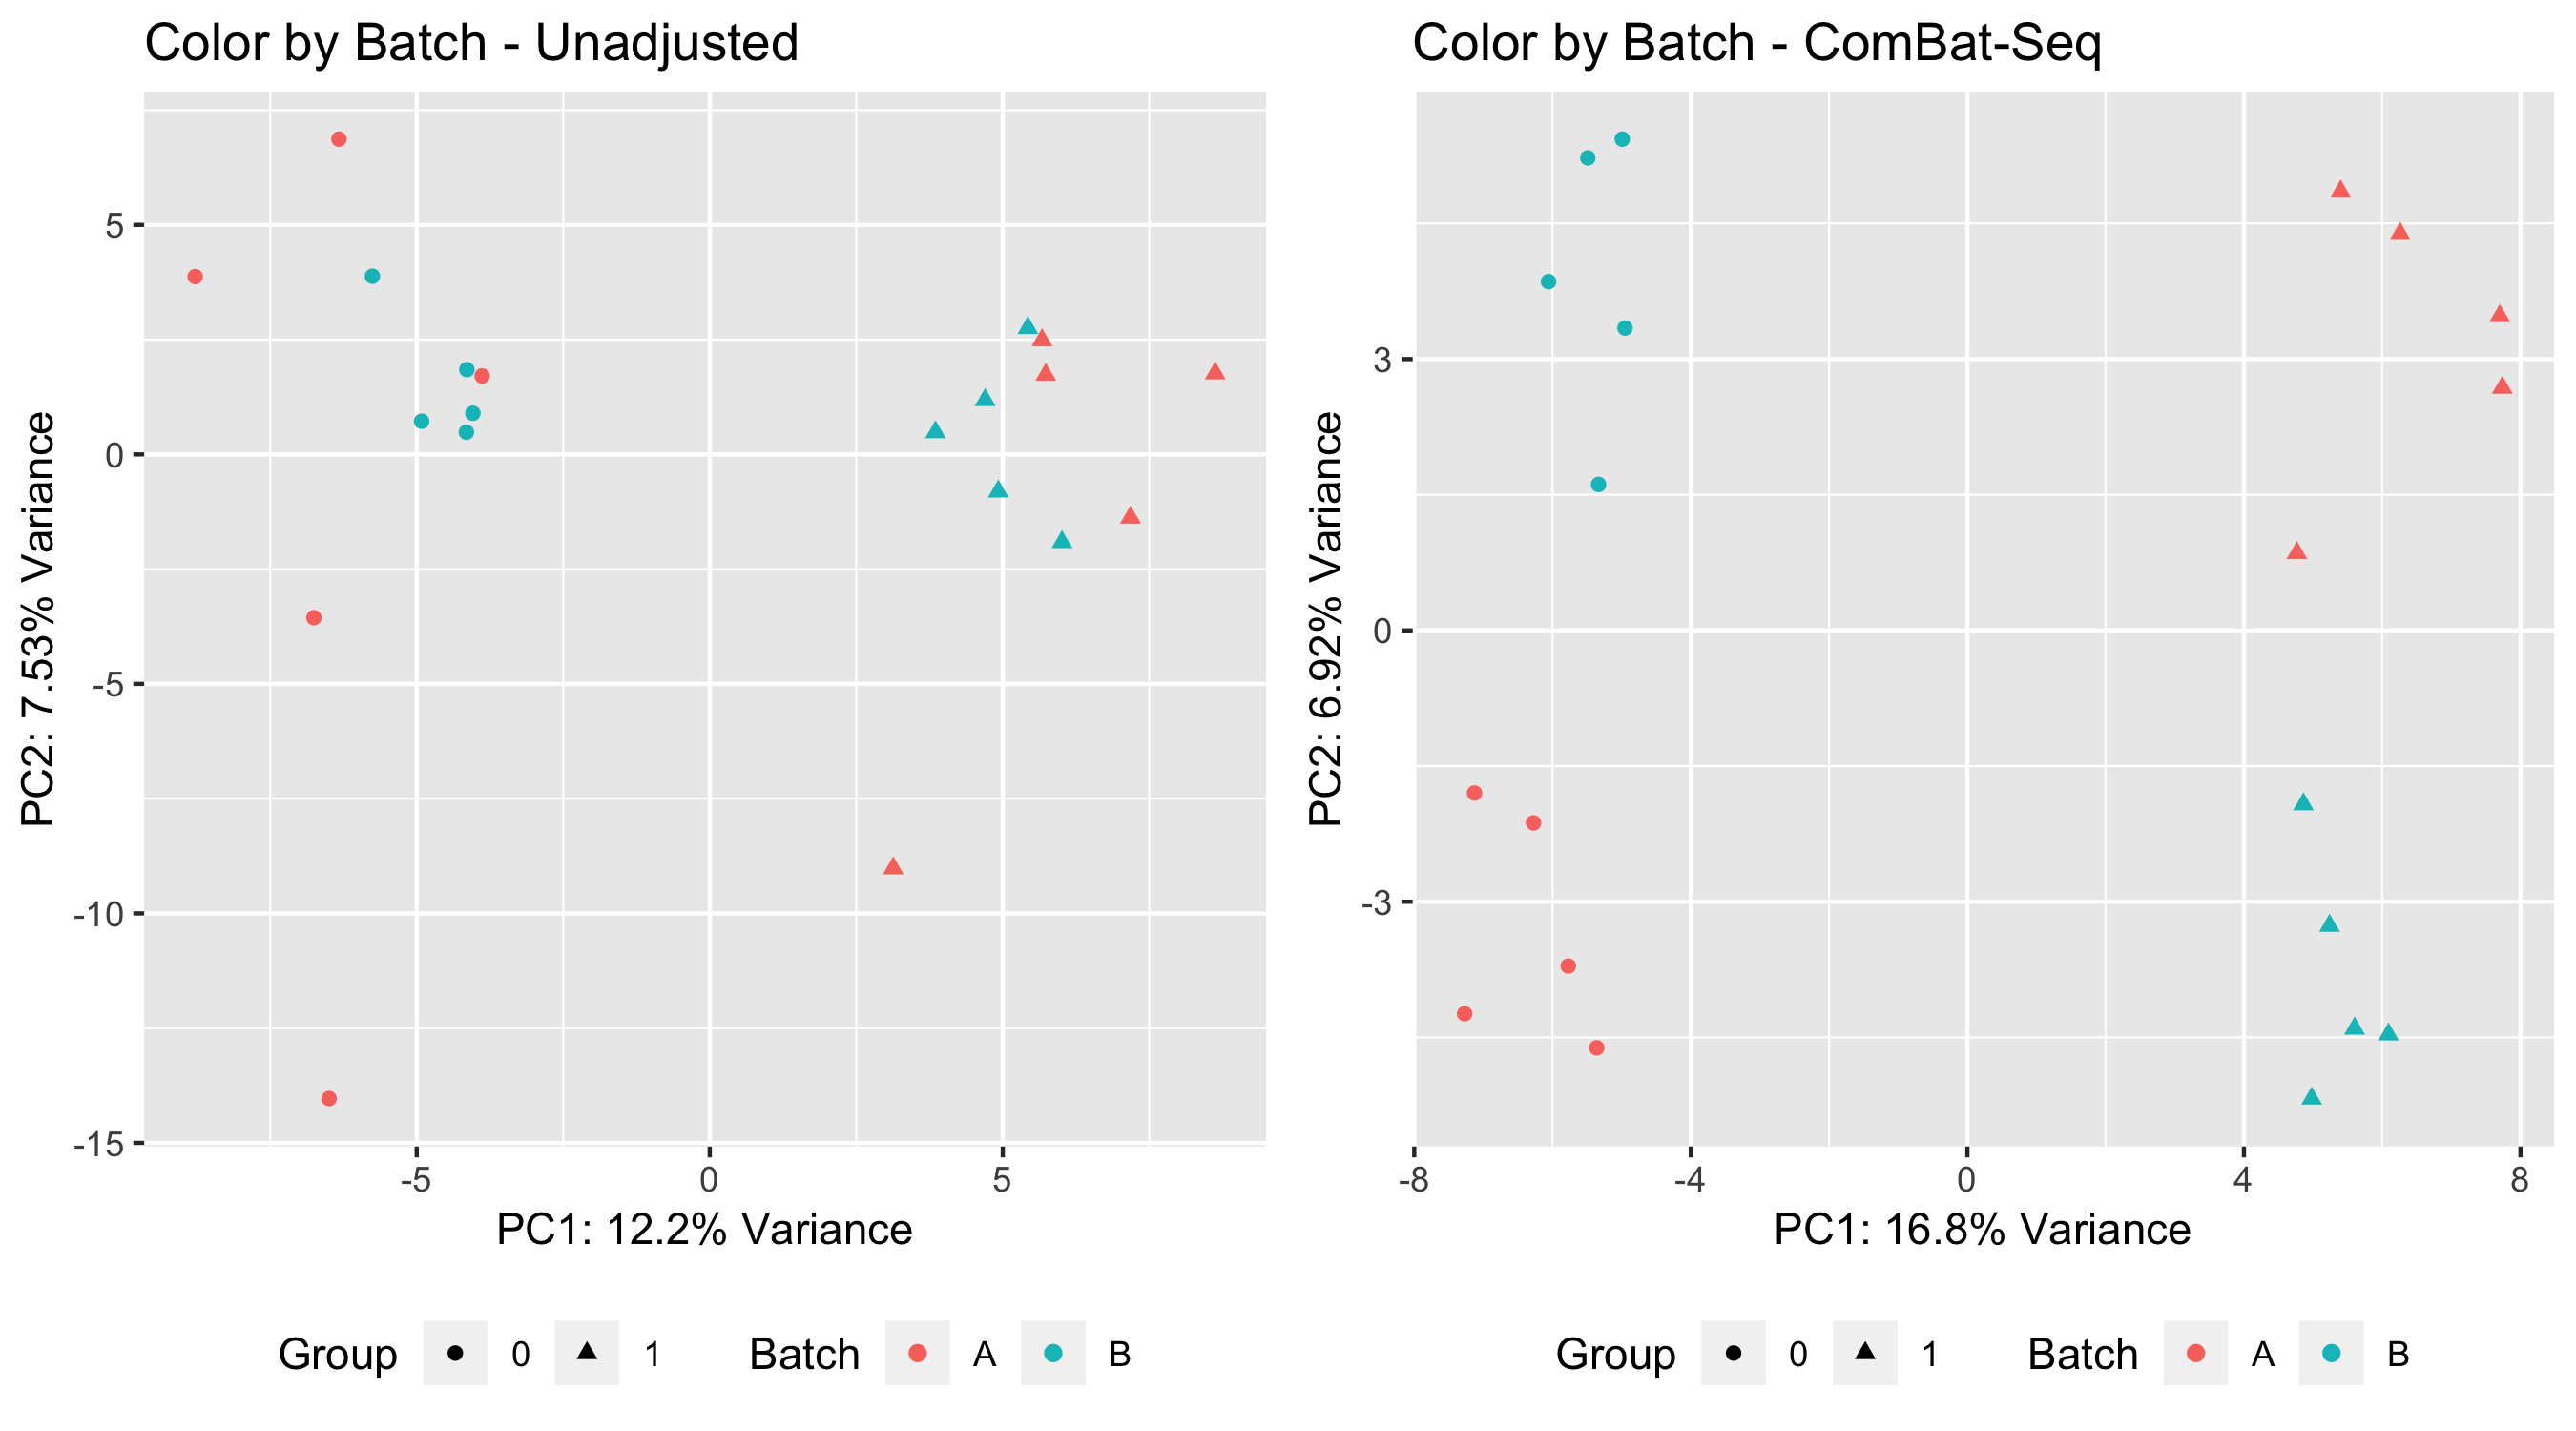 Color by Batch - Unadjusted
PC2: 7.53% Variance
5
0
-5
-10
-15
-5 0 5
PC1: 12.2% Variance
Group 0 1 Batch A B
Color by Batch - ComBat-Seq
PC2: 6.92% Variance
3
0
-3
-8 -4 0 4 8
PC1: 16.8% Variance
Group 0 1 Batch A B